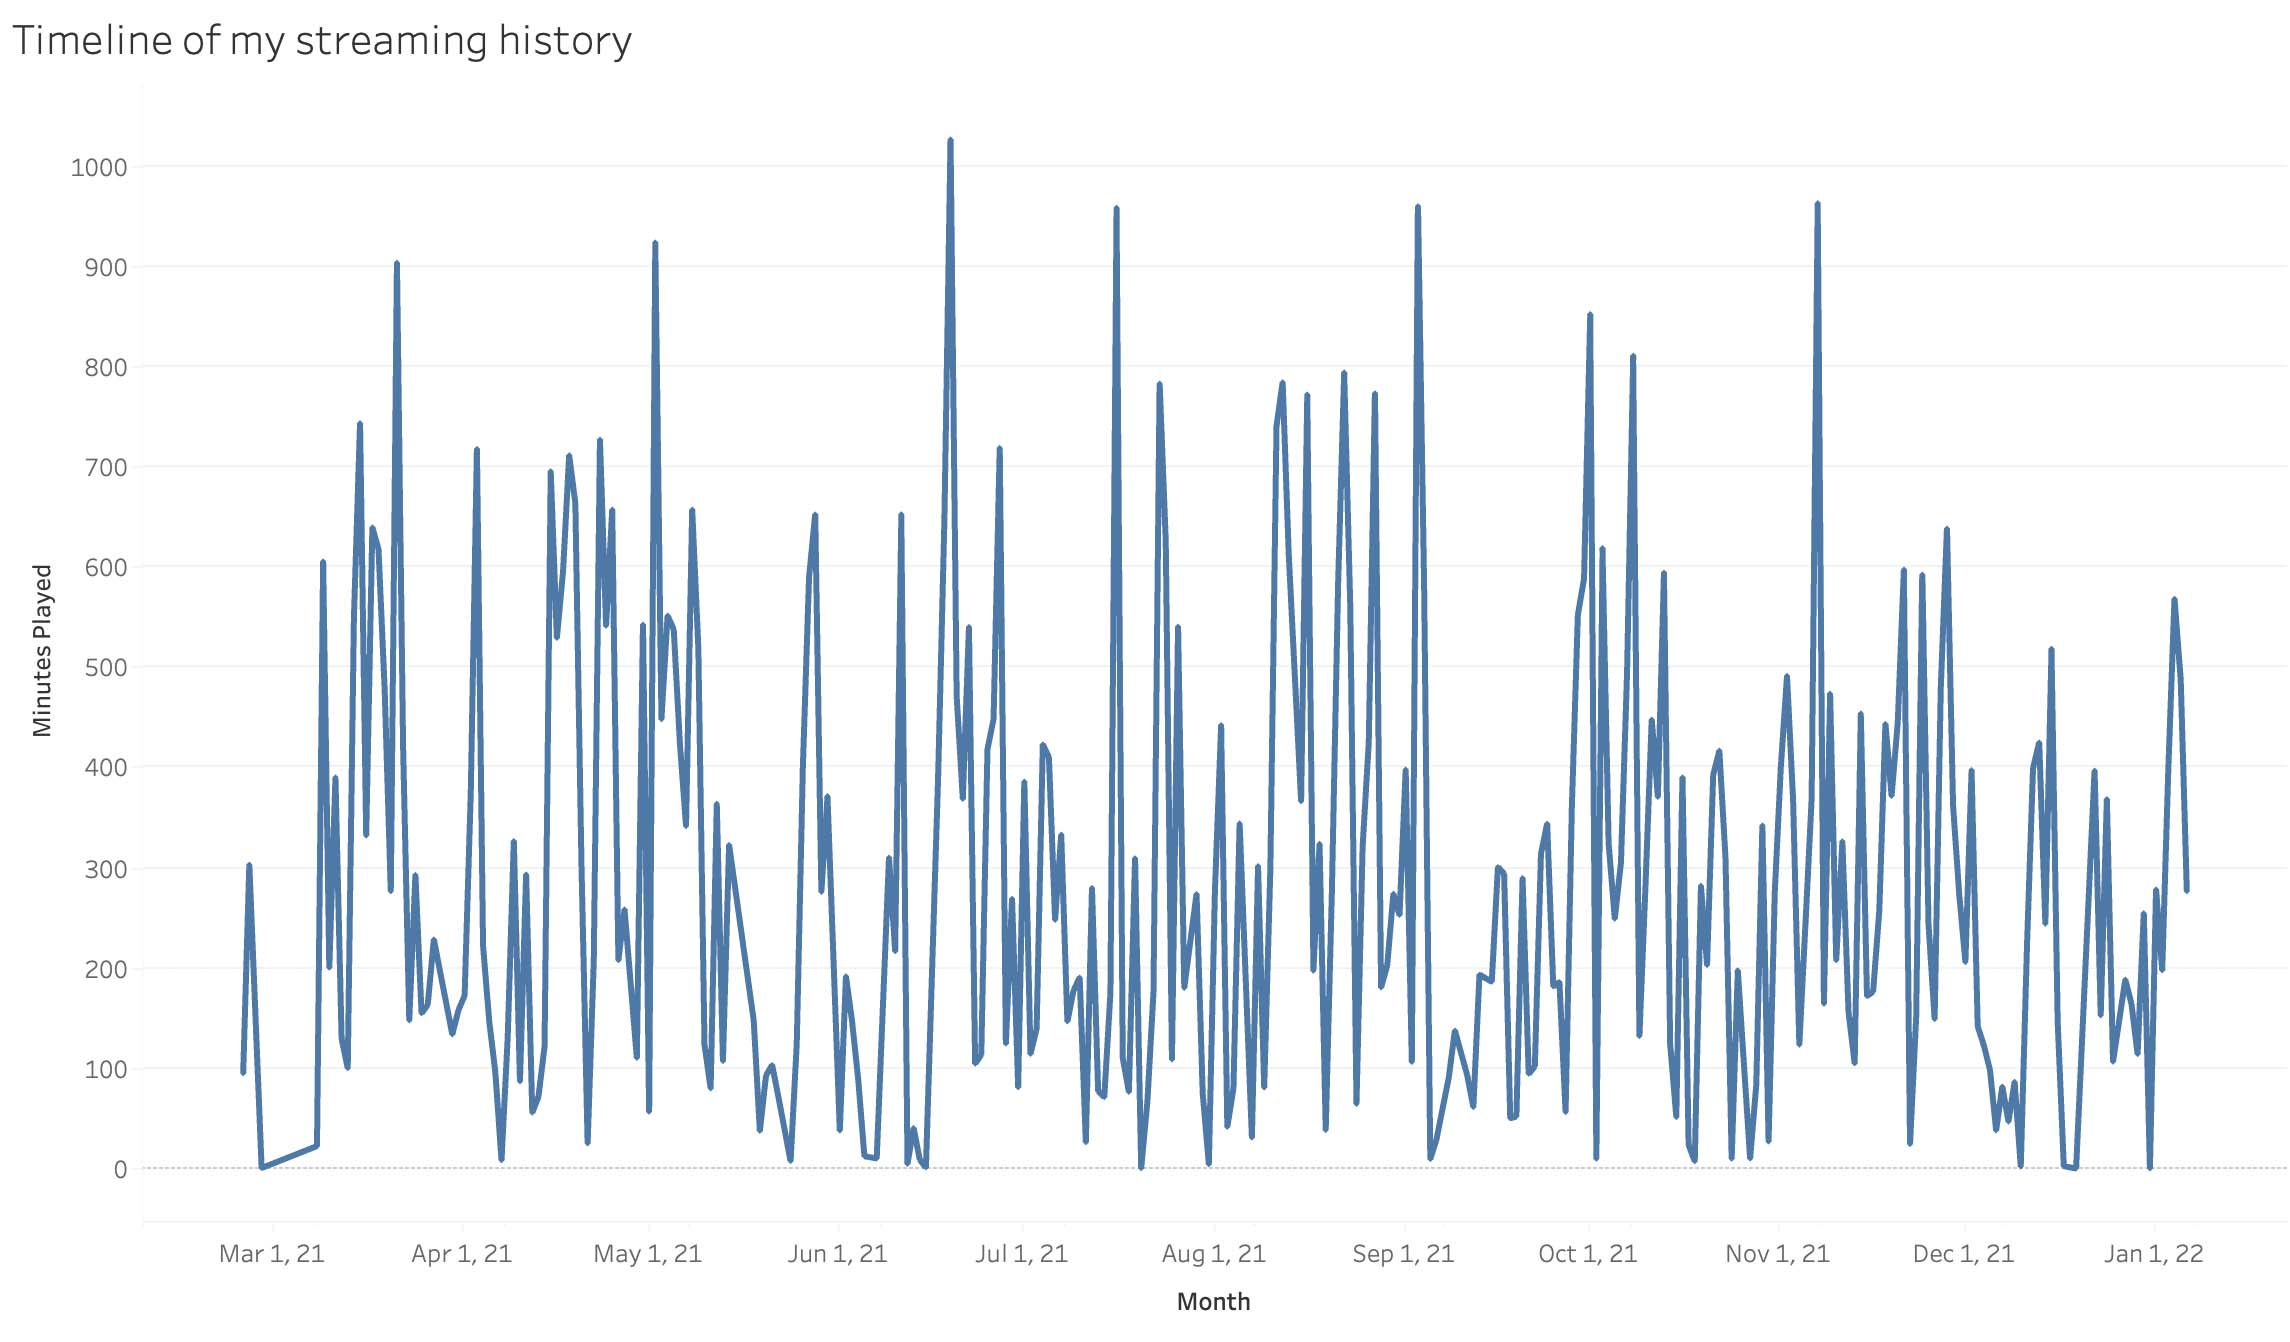 Timeline of my streaming history
1000
900
800
700
600
500
400
300
200
100
0
Minutes Played
Mar 1, 21 Apr 1, 21 May 1, 21 Jun 1, 21 Jul 1, 21 Aug 1, 21 Sep 1, 21 Oct 1, 21 Nov 1, 21 Dec 1, 21 Jan 1, 22
Month